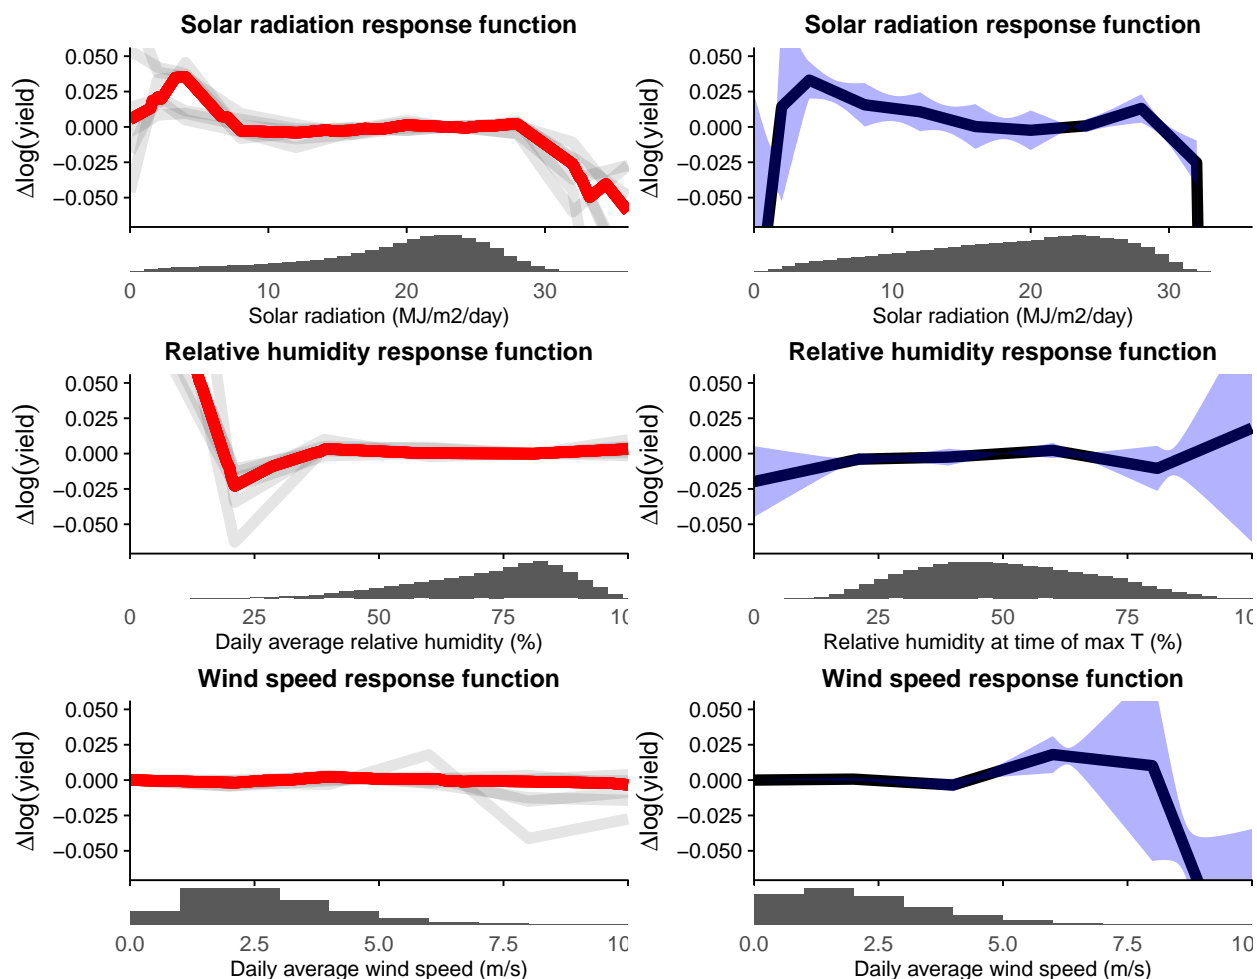 Solar radiation response function
Δlog(yield)
0.050
0.025
0.000
−0.025
−0.050
0 10 20 30
Solar radiation (MJ/m2/day)
Solar radiation response function
Δlog(yield)
0.050
0.025
0.000
−0.025
−0.050
0 10 20 30
Solar radiation (MJ/m2/day)
Relative humidity response function
Δlog(yield)
0.050
0.025
0.000
−0.025
−0.050
0 25 50 75 10
Daily average relative humidity (%)
Relative humidity response function
Δlog(yield)
0.050
0.025
0.000
−0.025
−0.050
0 25 50 75 10
Relative humidity at time of max T (%)
Wind speed response function
Δlog(yield)
0.050
0.025
0.000
−0.025
−0.050
0.0 2.5 5.0 7.5 10
Daily average wind speed (m/s)
Wind speed response function
Δlog(yield)
0.050
0.025
0.000
−0.025
−0.050
0.0 2.5 5.0 7.5 10
Daily average wind speed (m/s)